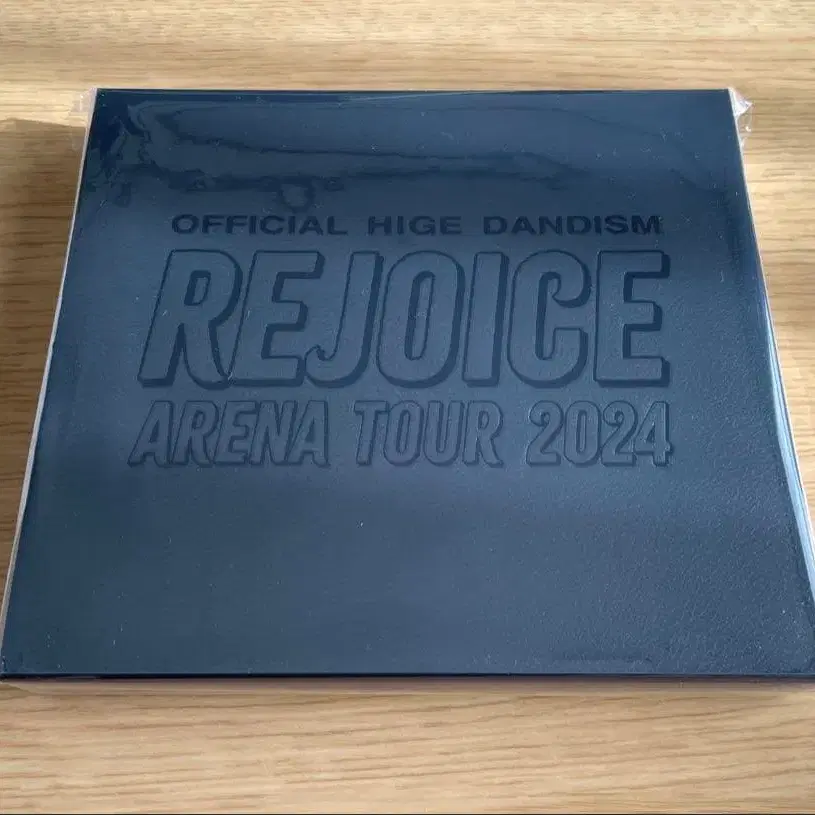 OFFICIAL HIGE DANDISM
REJOICE
ARENA TOUR 2024